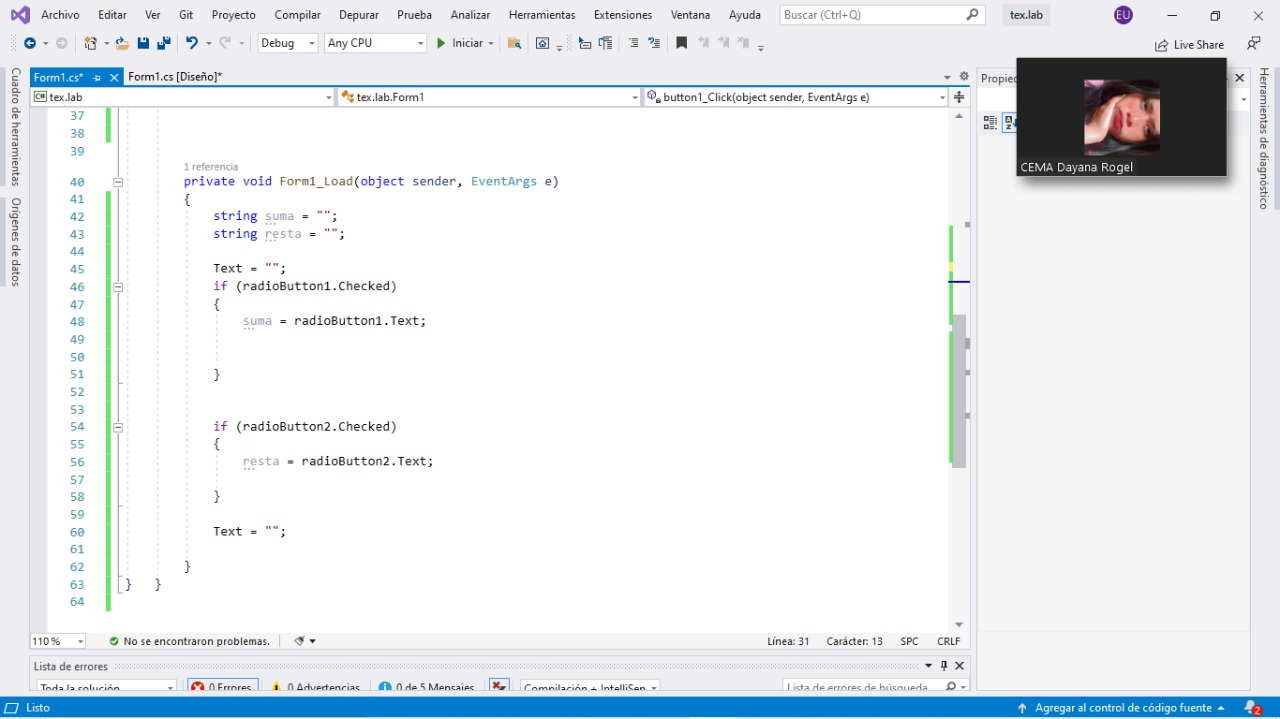 Archivo Editar Ver Git Proyecto Compilar Depurar Prueba Analizar Herramientas Extensiones Ventana Ayuda Buscar (Ctrl+Q) tex.lab EU
Debug Any CPU Iniciar Live Share
Form1.cs* Form1.cs [Diseño]* Propied
tex.lab tex.lab.Form1 button1_Click(object sender, EventArgs e)
Cuadro de herramientas
Orígenes de datos
Herramientas de diagnóstico
CEMA Dayana Rogel
37
38
39
1 referencia
40 private void Form1_Load(object sender, EventArgs e)
41 {
42 string suma = "";
43 string resta = "";
44
45 Text = "";
46 if (radioButton1.Checked)
47 {
48 suma = radioButton1.Text;
49
50
51 }
52
53
54 if (radioButton2.Checked)
55 {
56 resta = radioButton2.Text;
57
58 }
59
60 Text = "";
61
62 }
63 } }
64
110 % No se encontraron problemas. Línea: 31 Carácter: 13 SPC CRLF
Lista de errores
Toda la solución 0 Errores 0 Advertencias 0 de 5 Mensajes Compilación + IntelliSen Lista de errores de búsqueda
Listo Agregar al control de código fuente 2